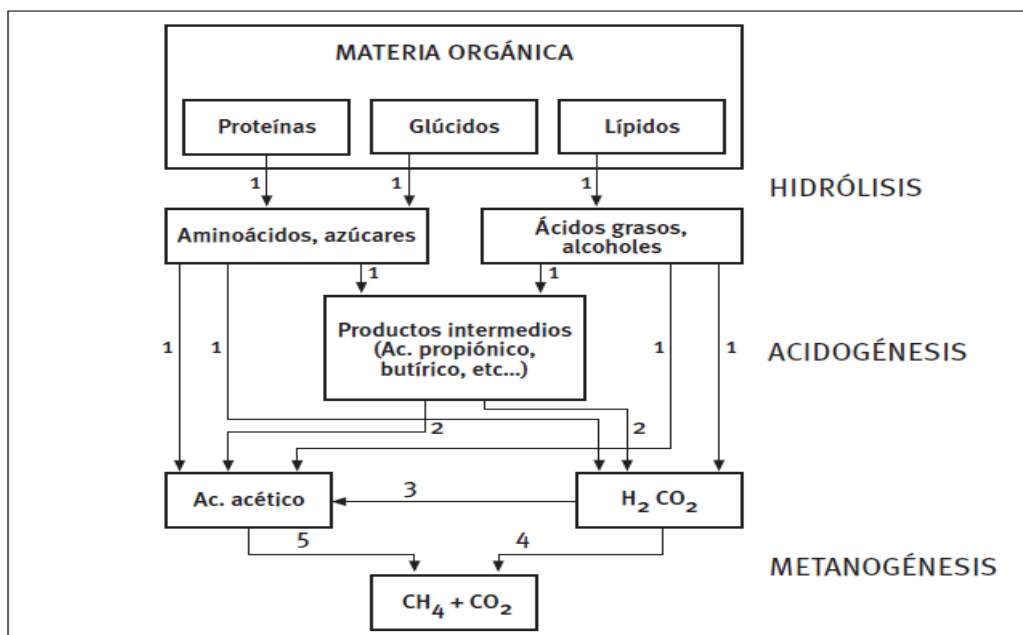 MATERIA ORGÁNICA
Proteínas
Glúcidos
Lípidos
1
1
1
HIDRÓLISIS
Aminoácidos, azúcares
Ácidos grasos,
alcoholes
1
1
Productos intermedios
(Ac. propiónico,
butírico, etc...)
1
1
1
1
ACIDOGÉNESIS
2
2
Ac. acético
3
H₂ CO₂
5
4
METANOGÉNESIS
CH₄ + CO₂